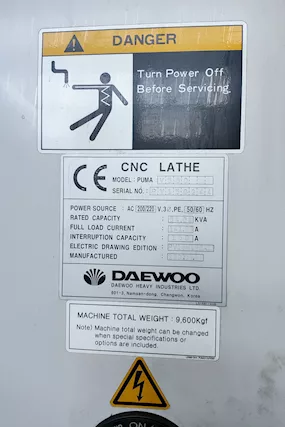 DANGER
Turn Power Off
Before Servicing.
CE CNC LATHE
MODEL: PUMA
SERIAL NO.
POWER SOURCE : AC 200/220 V.3Ø.PE. 50/60 HZ
RATED CAPACITY KVA
FULL LOAD CURRENT A
INTERRUPTION CAPACITY A
ELECTRIC DRAWING EDITION
MANUFACTURED
DAEWOO
DAEWOO HEAVY INDUSTRIES LTD.
MACHINE TOTAL WEIGHT : 9,600Kgf
Note) Machine total weight can be changed
when special specifications or
options are included.
ON